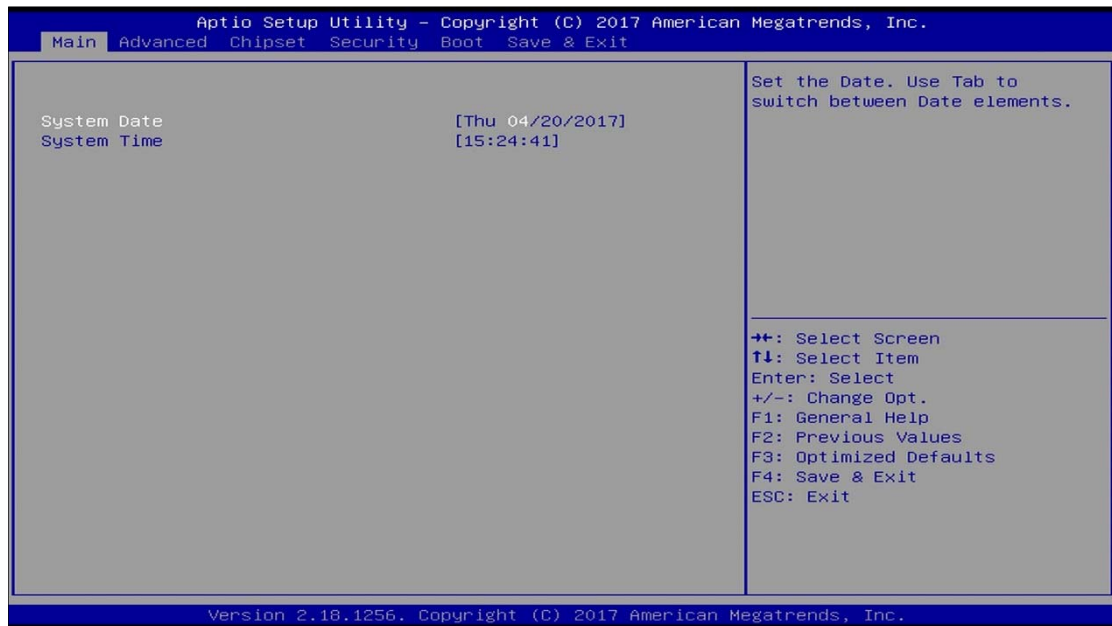 Aptio Setup Utility – Copyright (C) 2017 American Megatrends, Inc.
Main Advanced Chipset Security Boot Save & Exit
Set the Date. Use Tab to
switch between Date elements.
System Date [Thu 04/20/2017]
System Time [15:24:41]
→←: Select Screen
↑↓: Select Item
Enter: Select
+/-: Change Opt.
F1: General Help
F2: Previous Values
F3: Optimized Defaults
F4: Save & Exit
ESC: Exit
Version 2.18.1256. Copyright (C) 2017 American Megatrends, Inc.